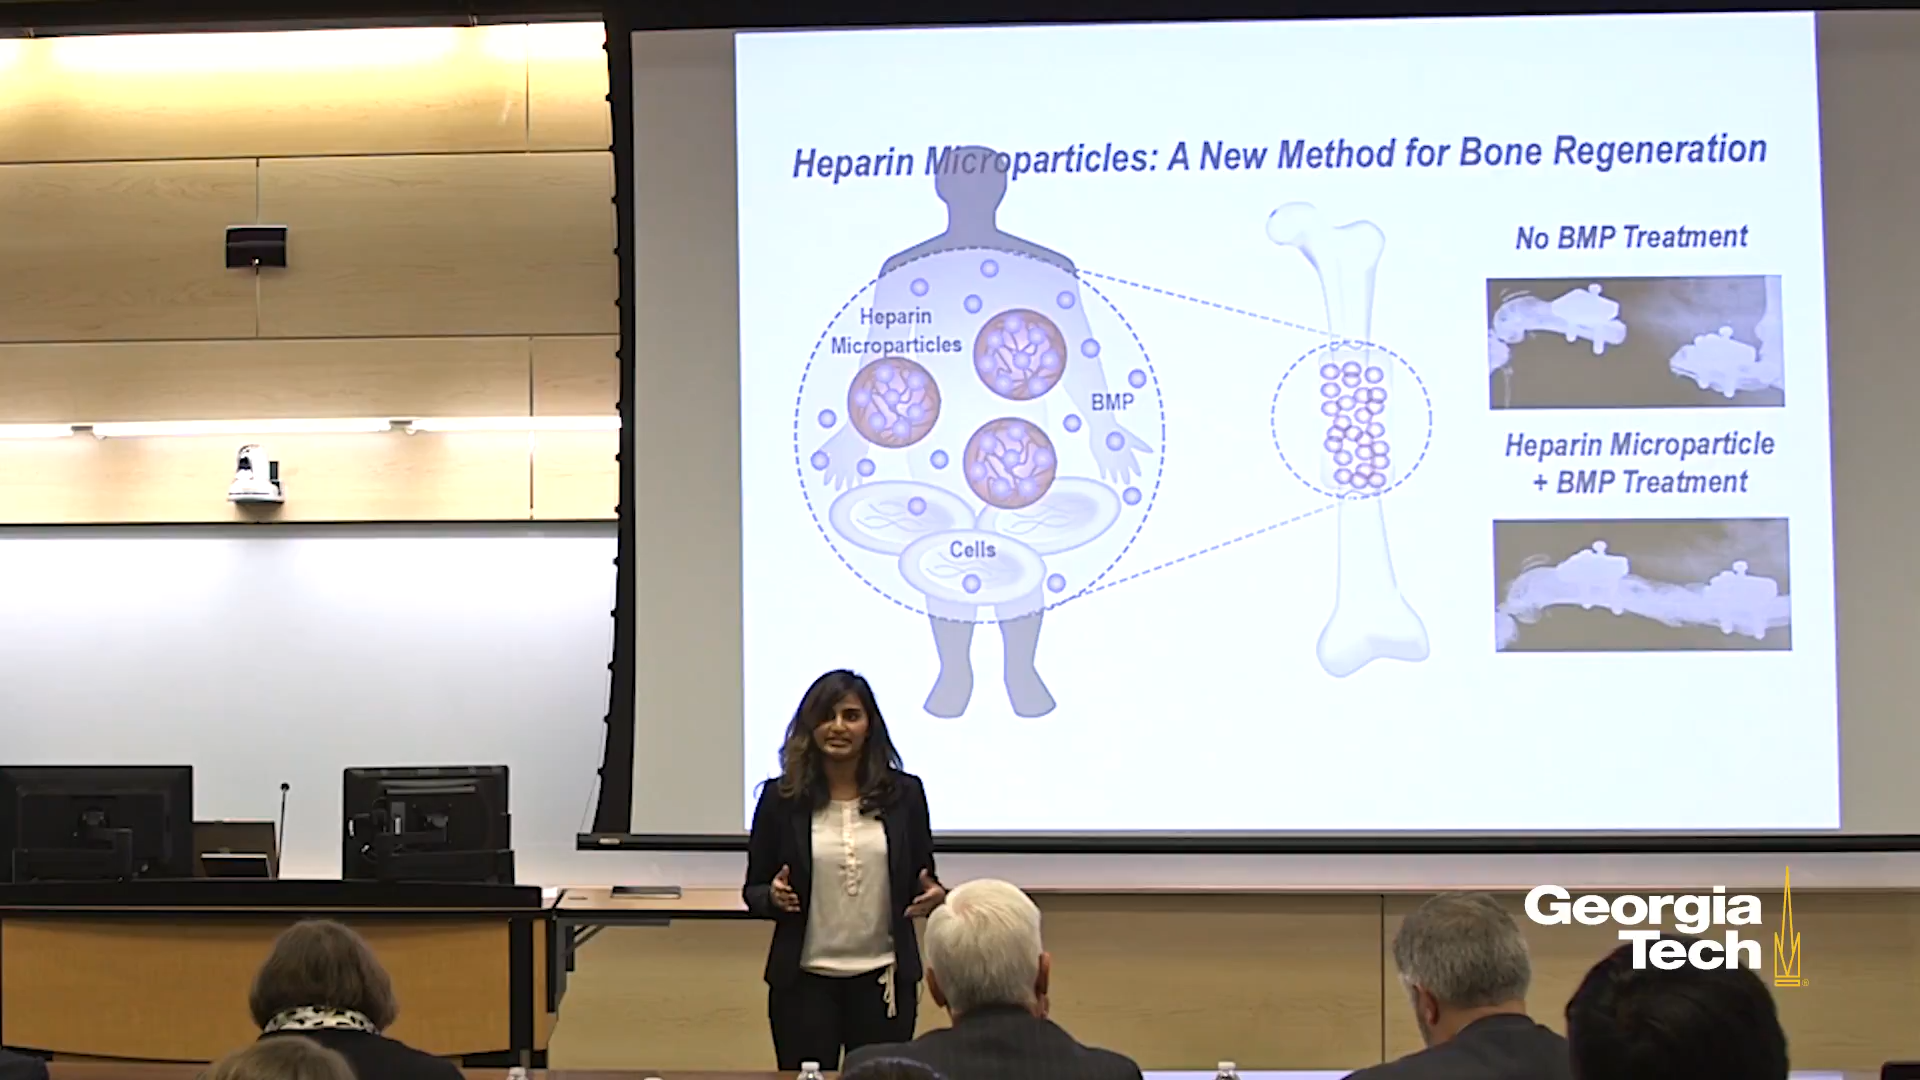 Heparin Microparticles: A New Method for Bone Regeneration
No BMP Treatment
Heparin
Microparticles
BMP
Heparin Microparticle
+ BMP Treatment
Cells
Georgia
Tech